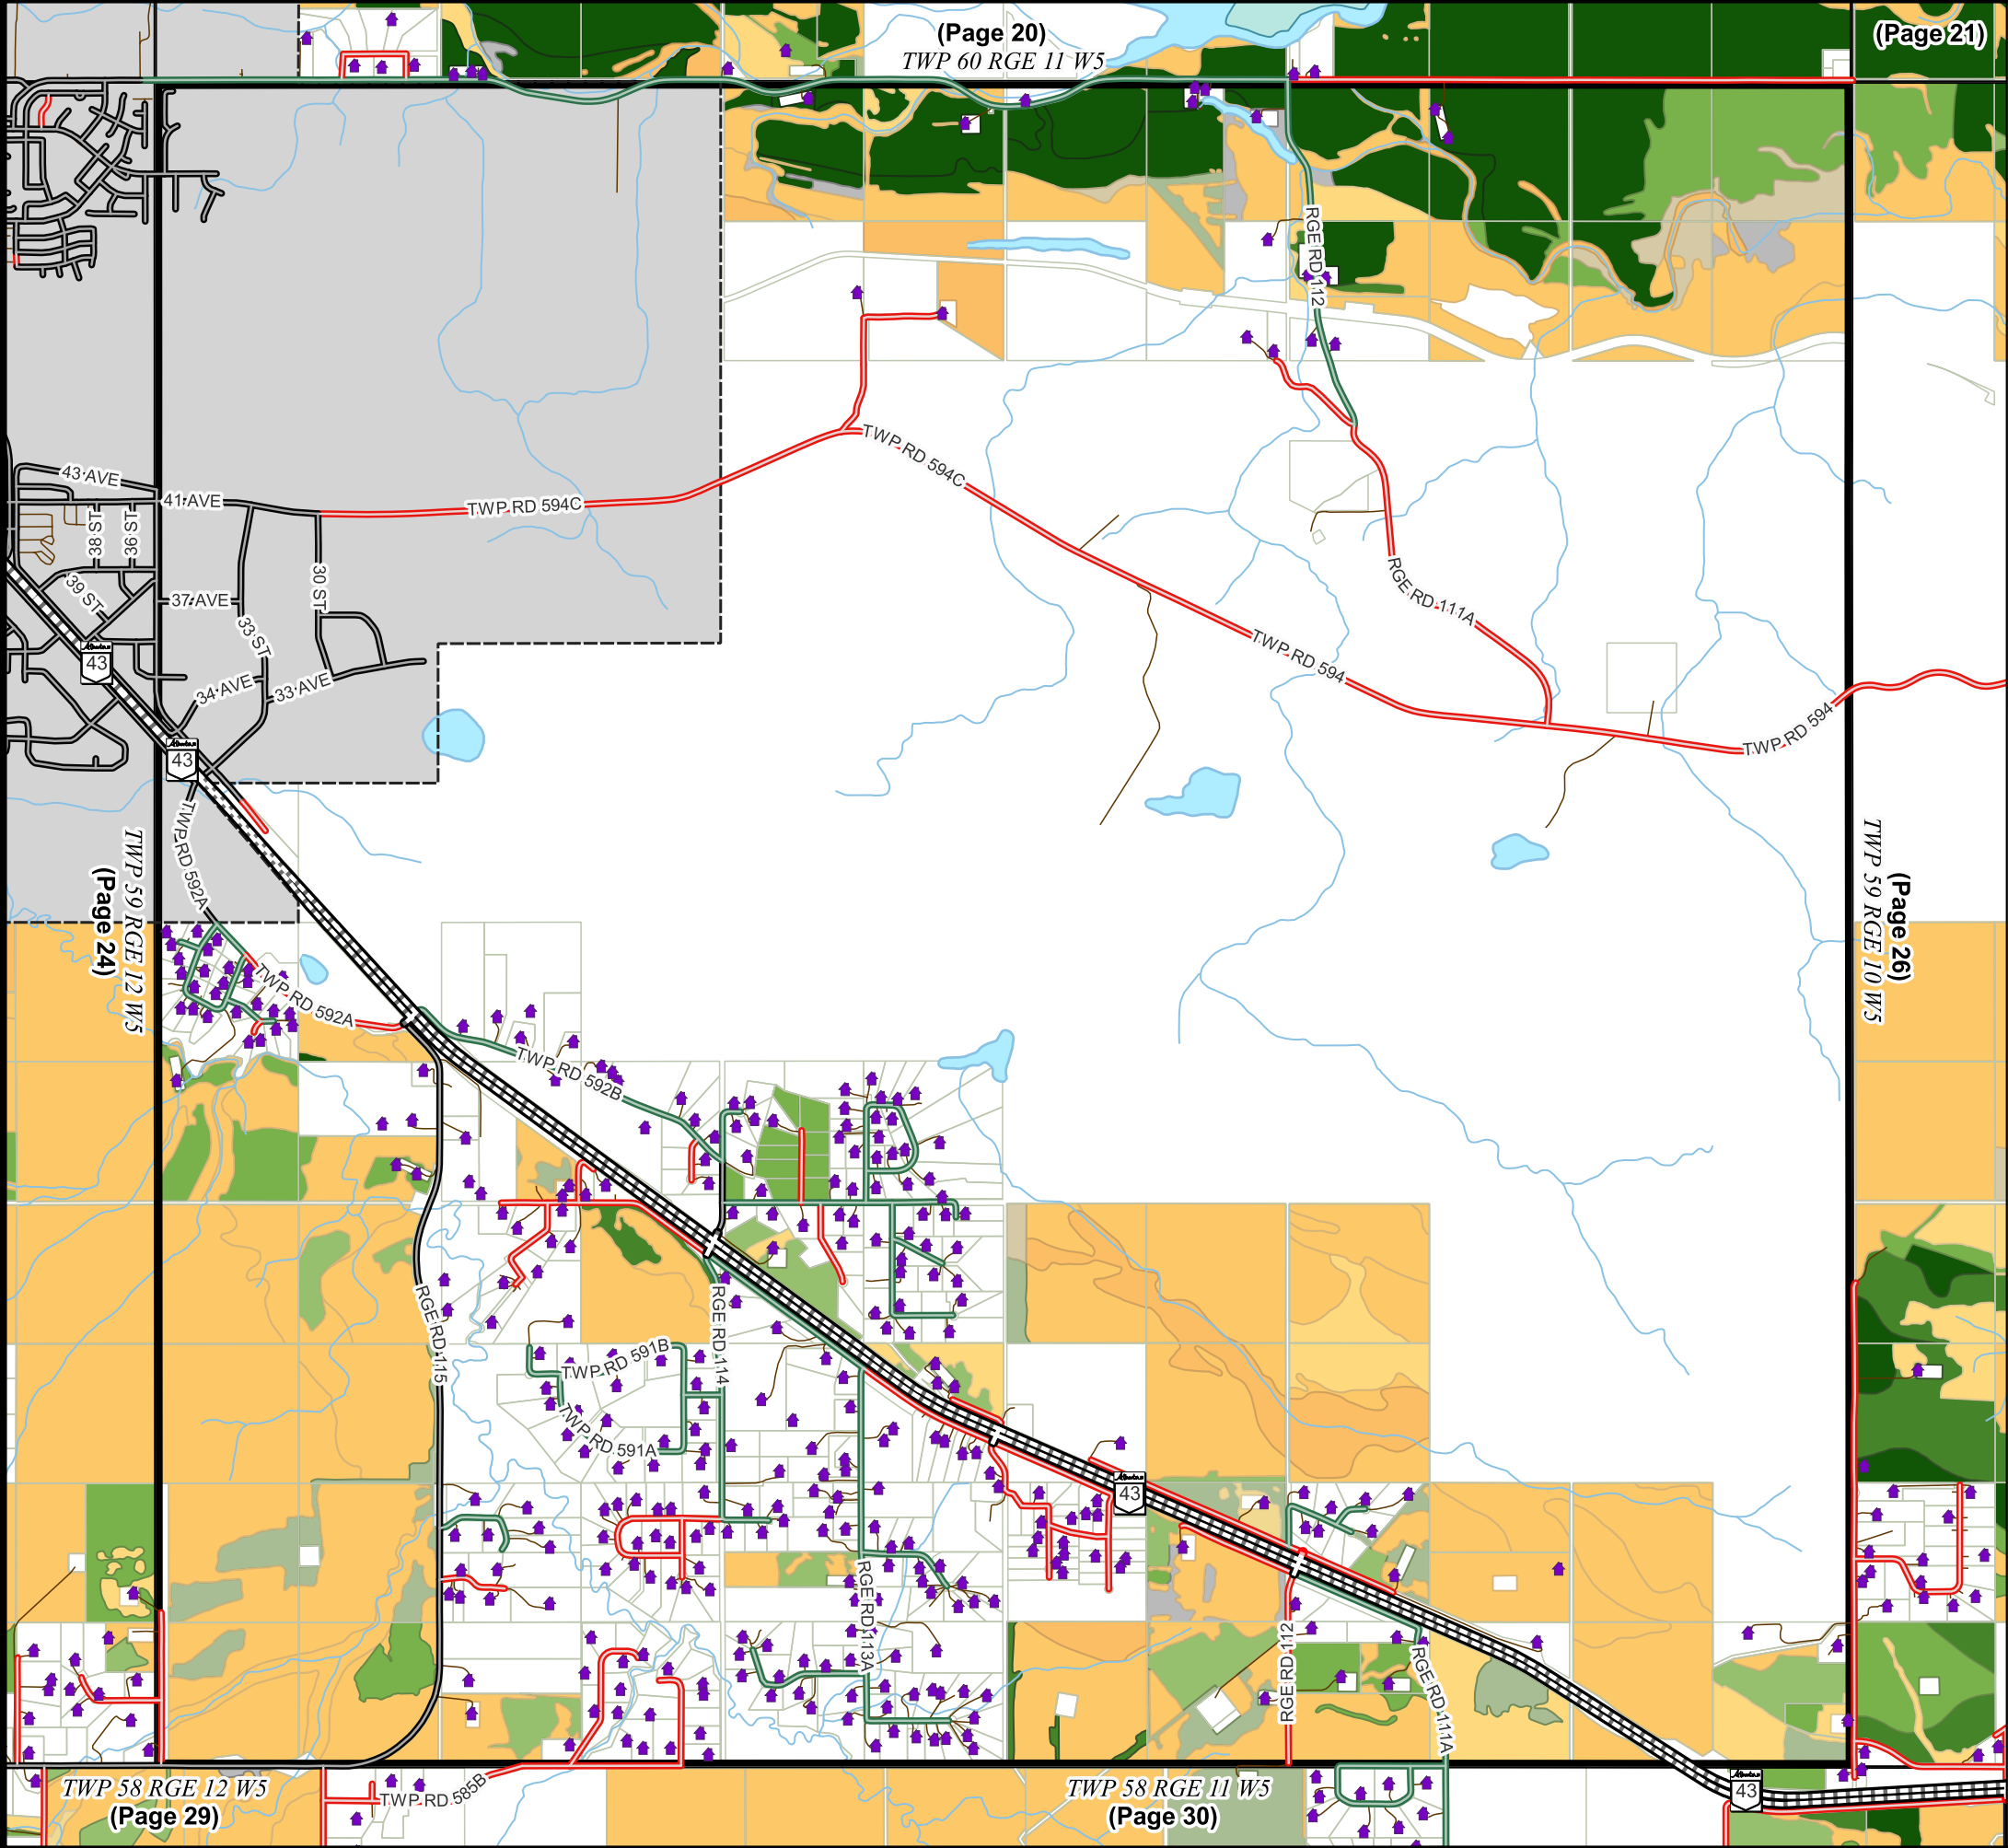 (Page 20)
TWP 60 RGE 11 W5
(Page 21)
RGE RD 112
TWP RD 594C
43 AVE
41 AVE
TWP RD 594C
38 ST
36 ST
39 ST
37 AVE
30 ST
33 ST
RGE RD 111A
TWP RD 594
43
34 AVE
33 AVE
TWP RD 594
43
TWP RD 592A
TWP 59 RGE 12 W5
(Page 24)
TWP 59 RGE 10 W5
(Page 26)
TWP RD 592A
TWP RD 592B
RGE RD 115
RGE RD 114
TWP RD 591B
TWP RD 591A
43
RGE RD 113A
RGE RD 112
RGE RD 111A
TWP 58 RGE 12 W5
(Page 29)
TWP RD 585B
TWP 58 RGE 11 W5
(Page 30)
43